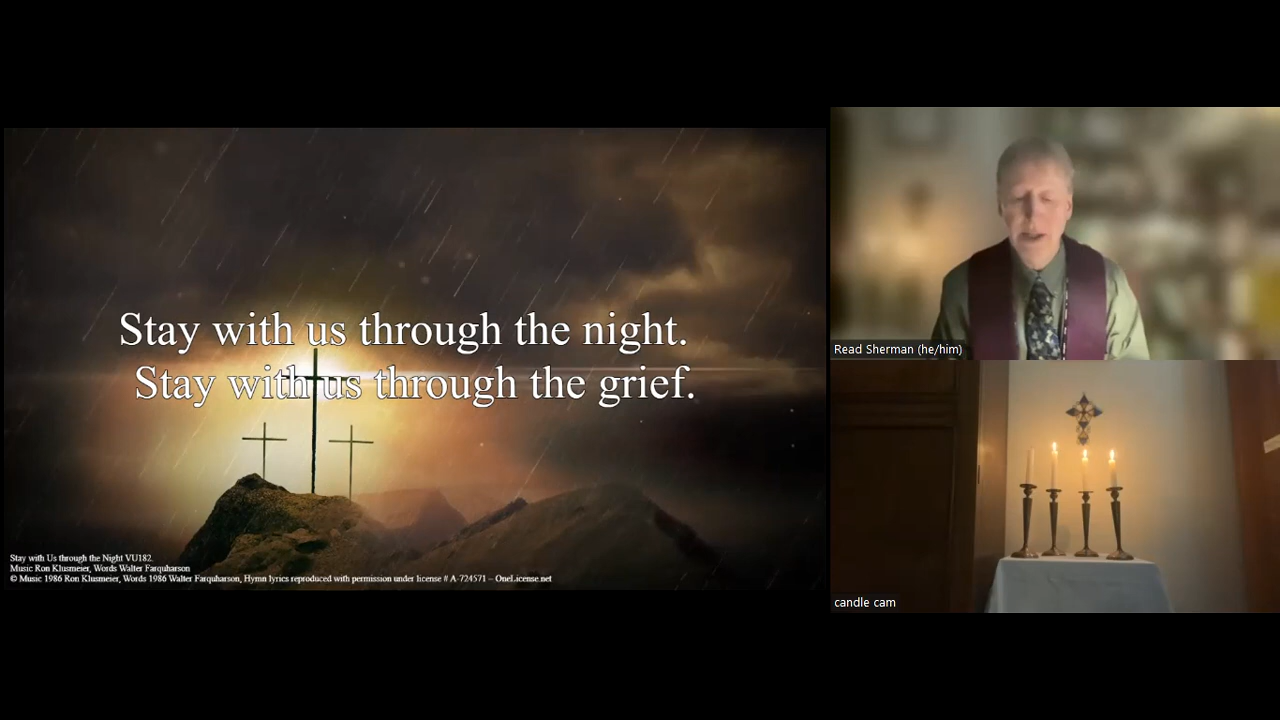 Stay with us through the night.
Stay with us through the grief.
Stay with Us through the Night VU182.
Music Ron Klusmeier, Words Walter Farquharson
© Music 1986 Ron Klusmeier, Words 1986 Walter Farquharson, Hymn lyrics reproduced with permission under license # A-724571 – OneLicense.net
Read Sherman (he/him)
candle cam